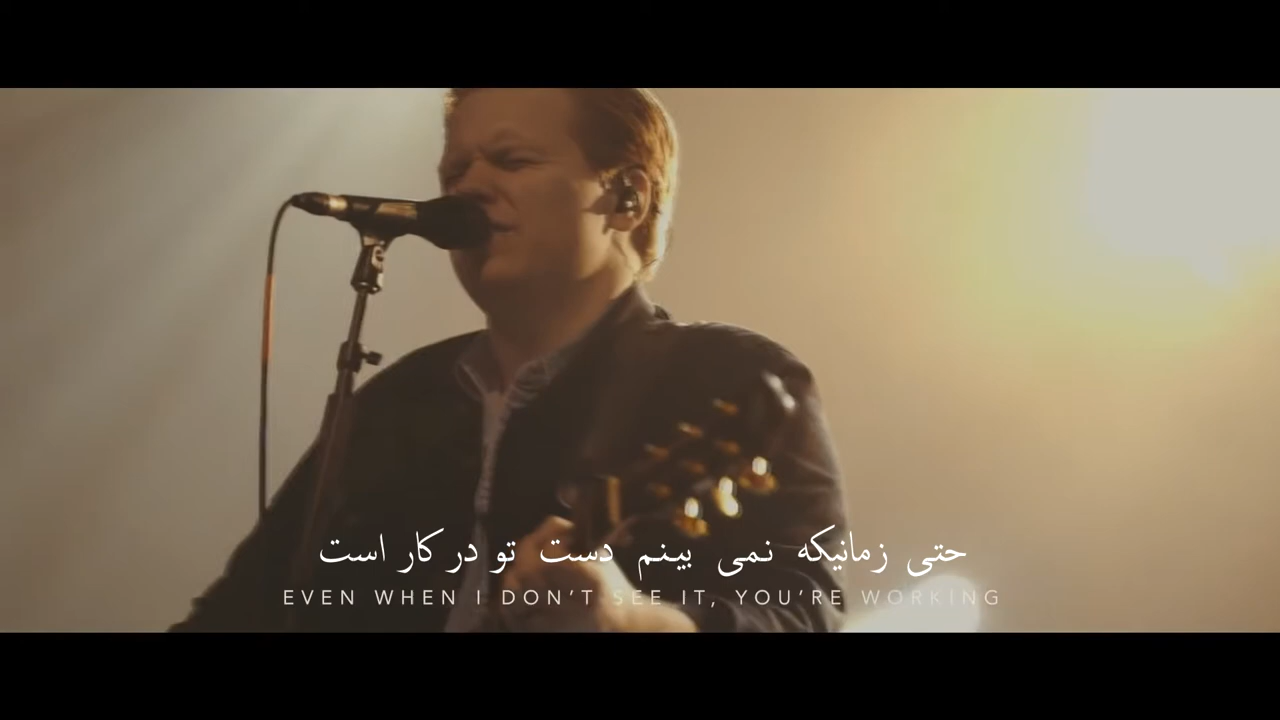 حتی زمانیکه نمی بینم دست تو در کار است
EVEN WHEN I DON'T SEE IT, YOU'RE WORKING